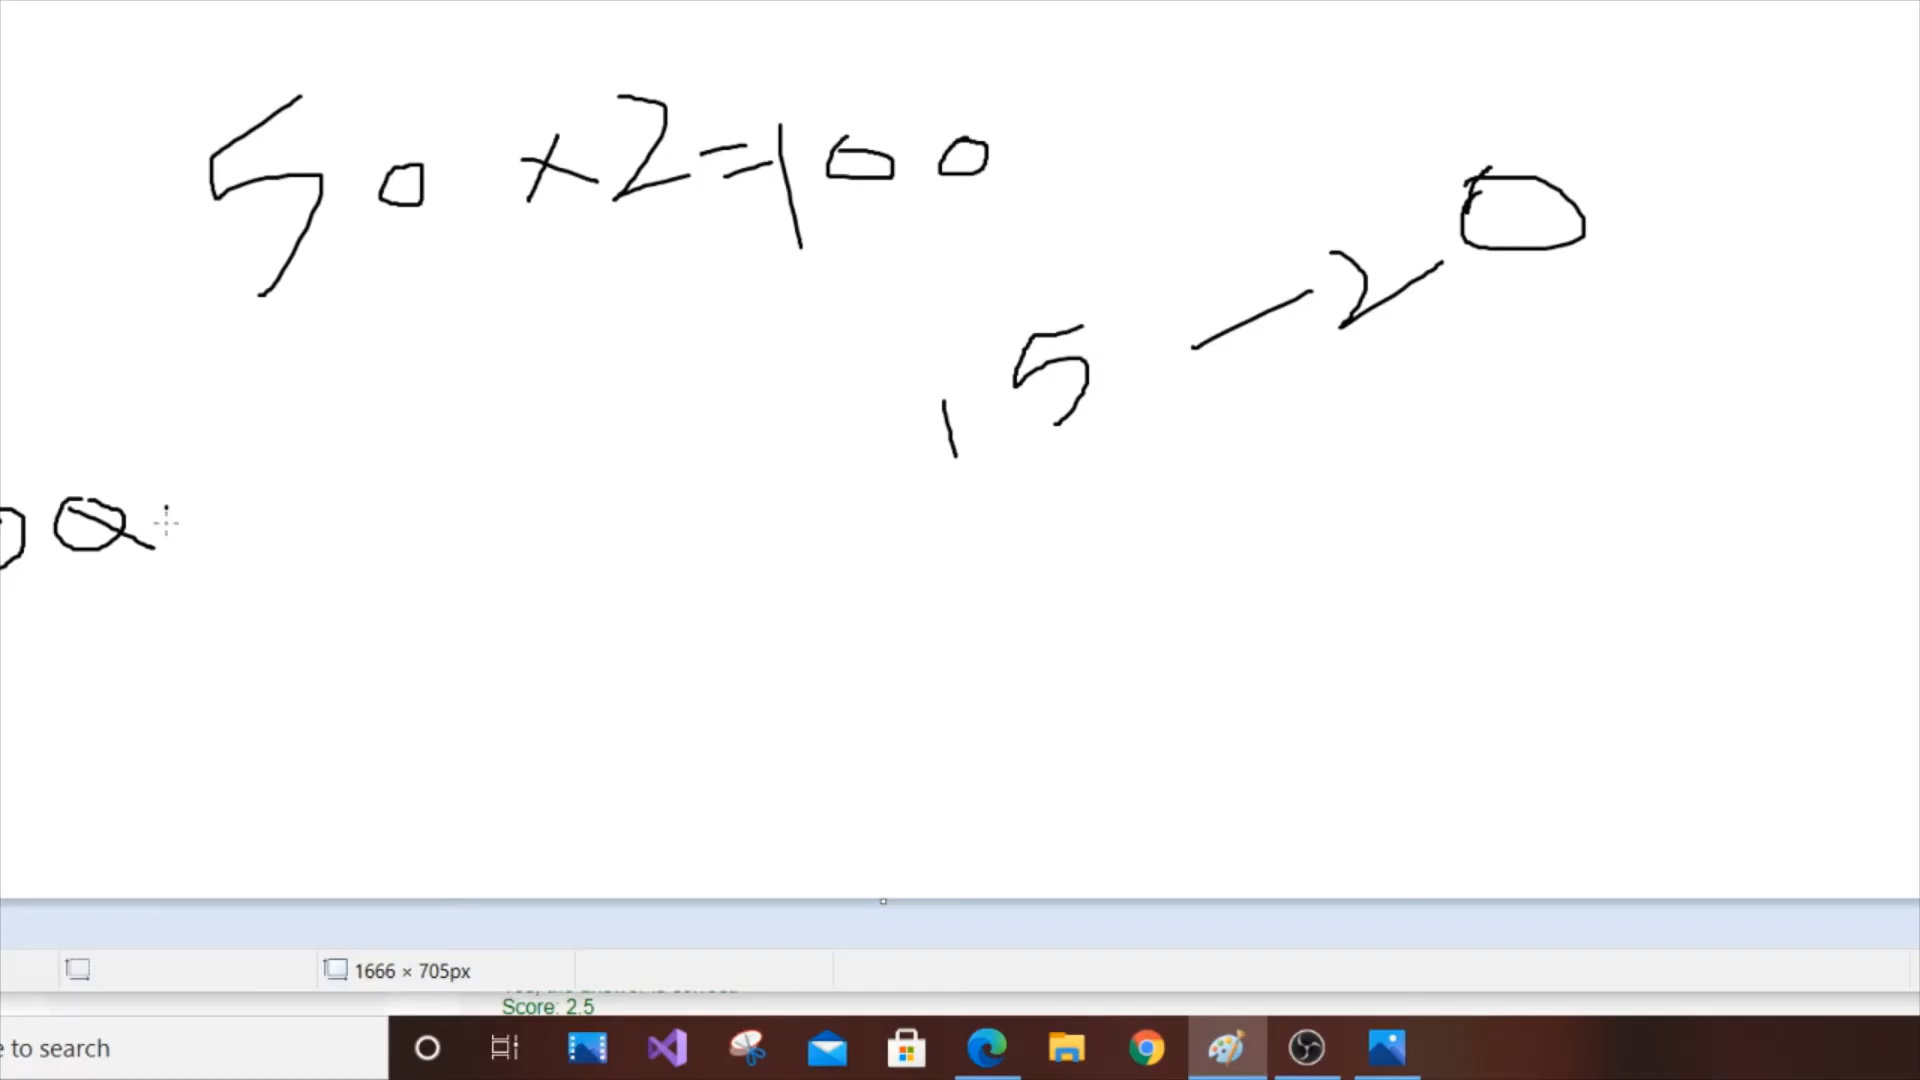 50 x 2 = 100
15 - 20
1666 × 705px
Score: 2.5
e to search